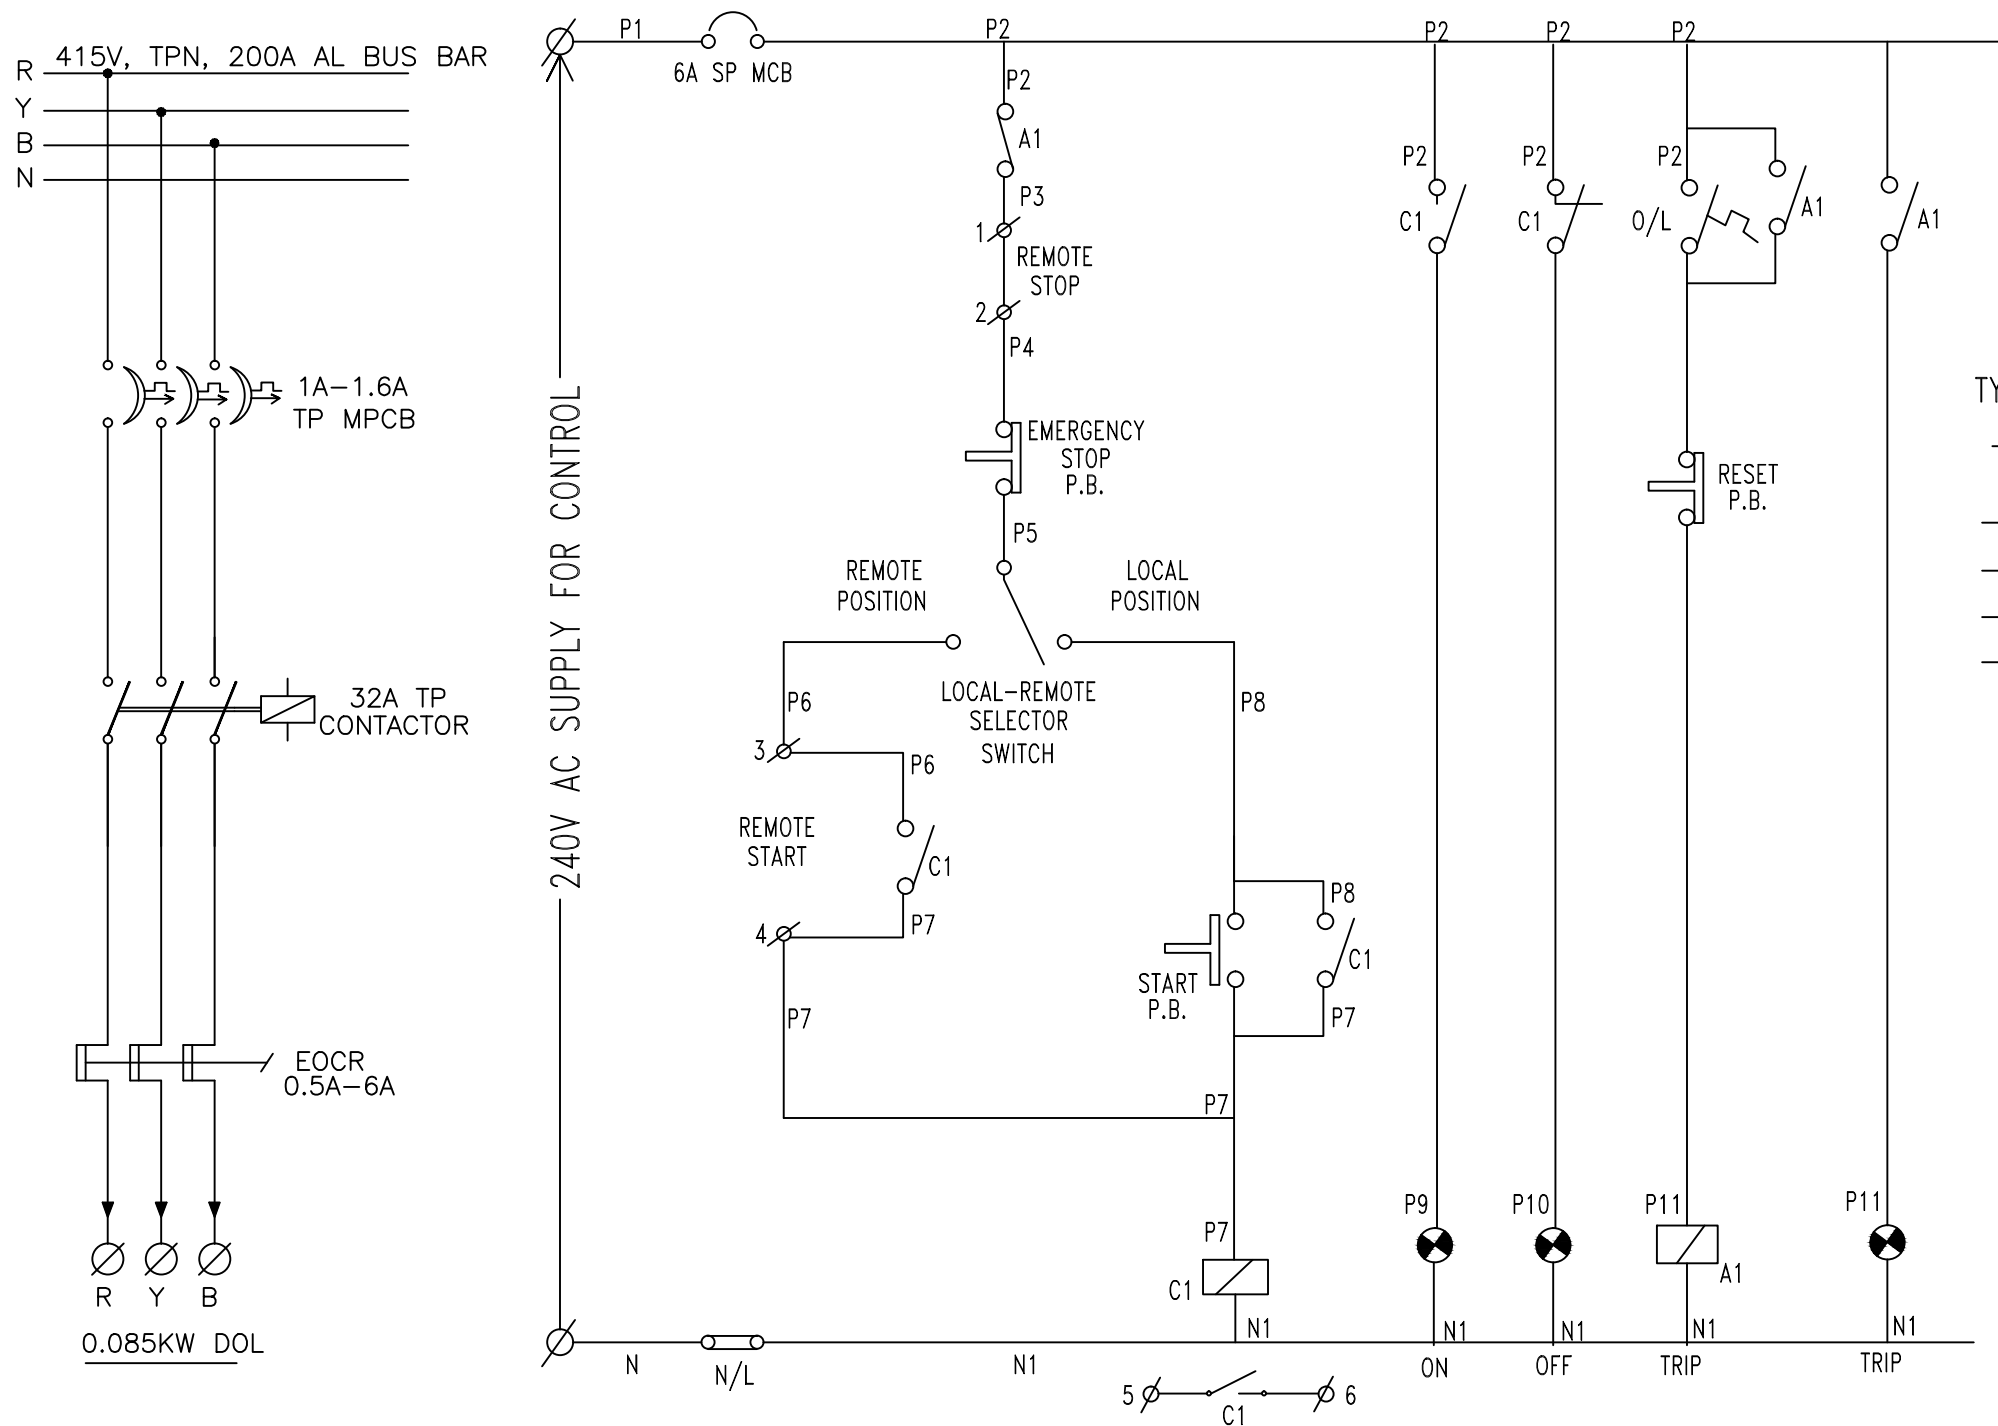 415V, TPN, 200A AL BUS BAR
R
Y
B
N
1A-1.6A
TP MPCB
32A TP
CONTACTOR
EOCR
0.5A-6A
R Y B
0.085KW DOL
240V AC SUPPLY FOR CONTROL
P1
6A SP MCB
P2
P2
A1
P3
1
REMOTE
STOP
2
P4
EMERGENCY
STOP
P.B.
P5
REMOTE
POSITION
LOCAL
POSITION
LOCAL-REMOTE
SELECTOR
SWITCH
P6
3
P6
REMOTE
START
C1
4
P7
P7
P8
P8
START
P.B.
C1
P7
P7
P7
C1
N1
N
N/L
N1
5
C1
6
P2
P2
C1
P9
N1
ON
P2
P2
C1
P10
N1
OFF
P2
P2
O/L
A1
RESET
P.B.
P11
A1
N1
TRIP
A1
P11
N1
TRIP